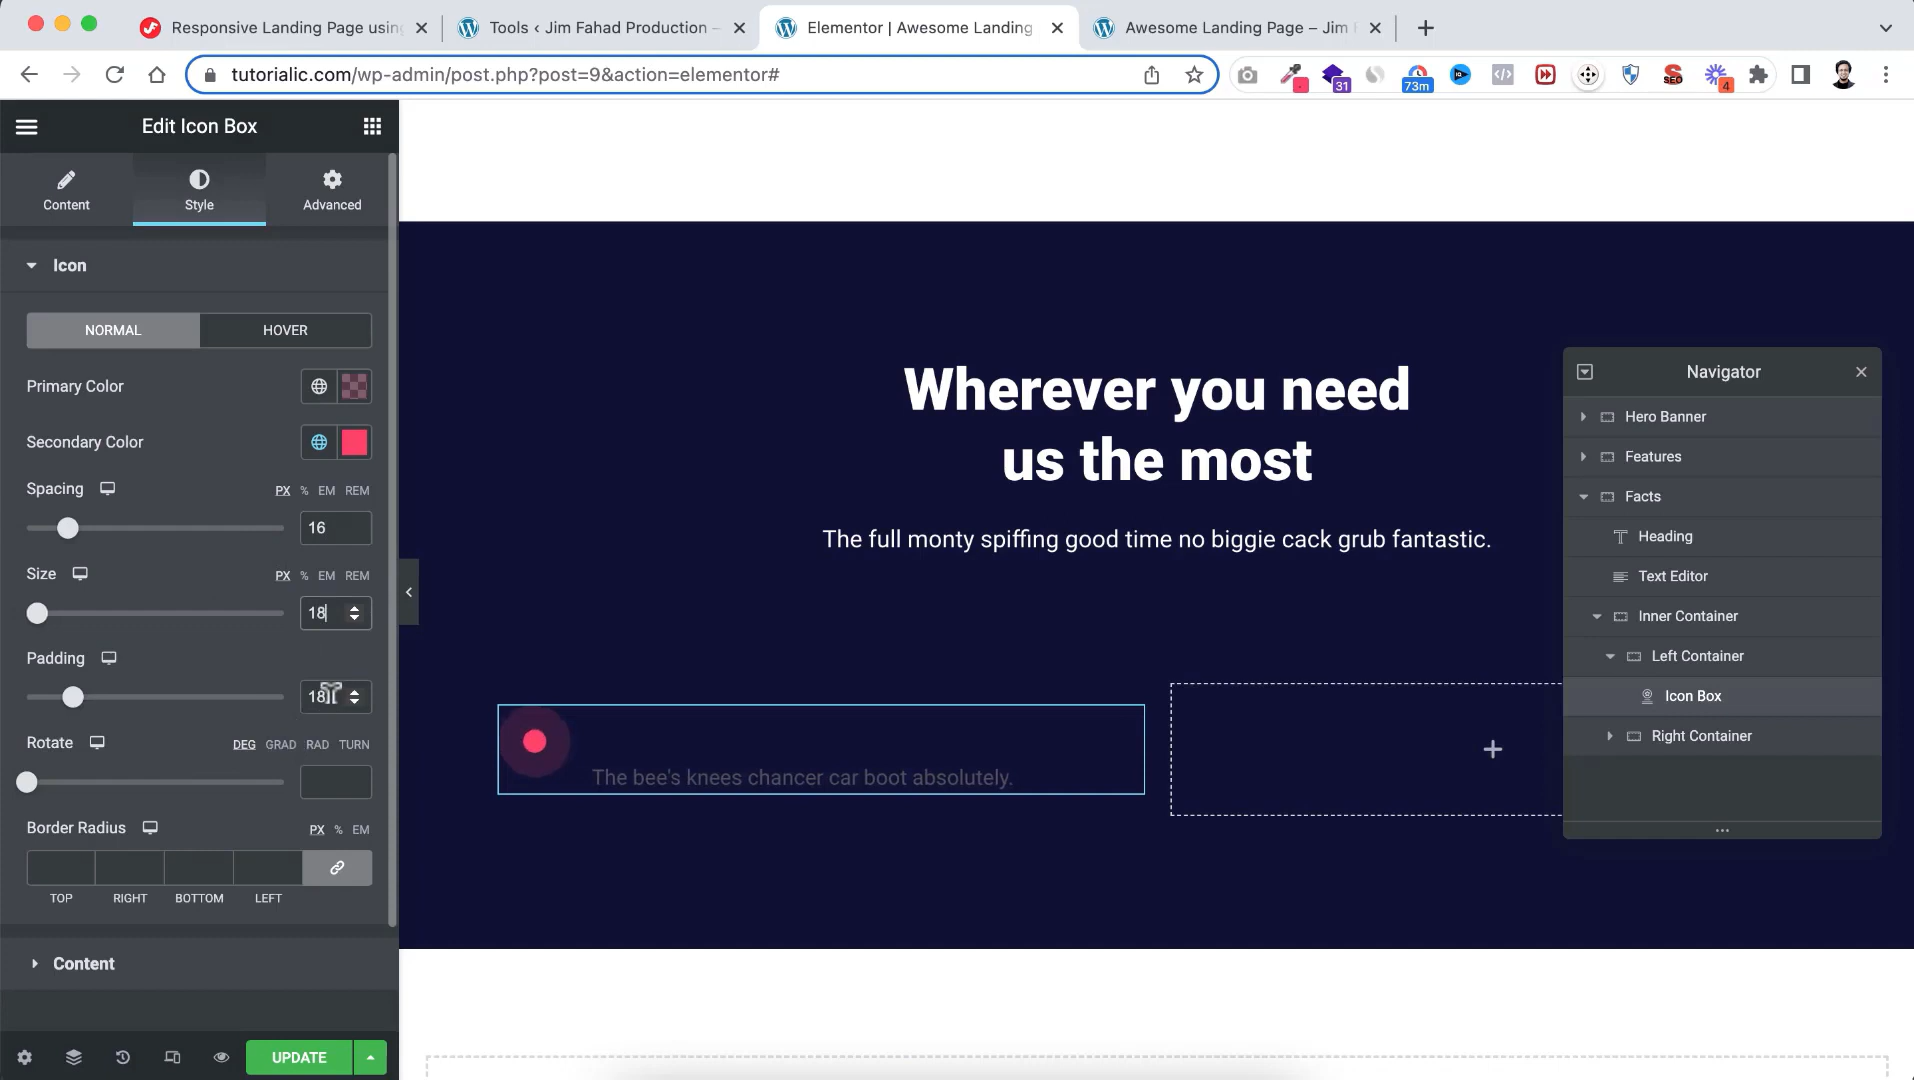 Responsive Landing Page using
Tools ‹ Jim Fahad Production –
Elementor | Awesome Landing
Awesome Landing Page – Jim F
tutorialic.com/wp-admin/post.php?post=9&action=elementor#
31
73m
SEO
4
Edit Icon Box
Content
Style
Advanced
Icon
NORMAL
HOVER
Primary Color
Secondary Color
Spacing
PX % EM REM
16
Size
PX % EM REM
18
Padding
18
Rotate
DEG GRAD RAD TURN
Border Radius
PX % EM
TOP RIGHT BOTTOM LEFT
Content
UPDATE
Wherever you need
us the most
The full monty spiffing good time no biggie cack grub fantastic.
The bee's knees chancer car boot absolutely.
Navigator
Hero Banner
Features
Facts
Heading
Text Editor
Inner Container
Left Container
Icon Box
Right Container